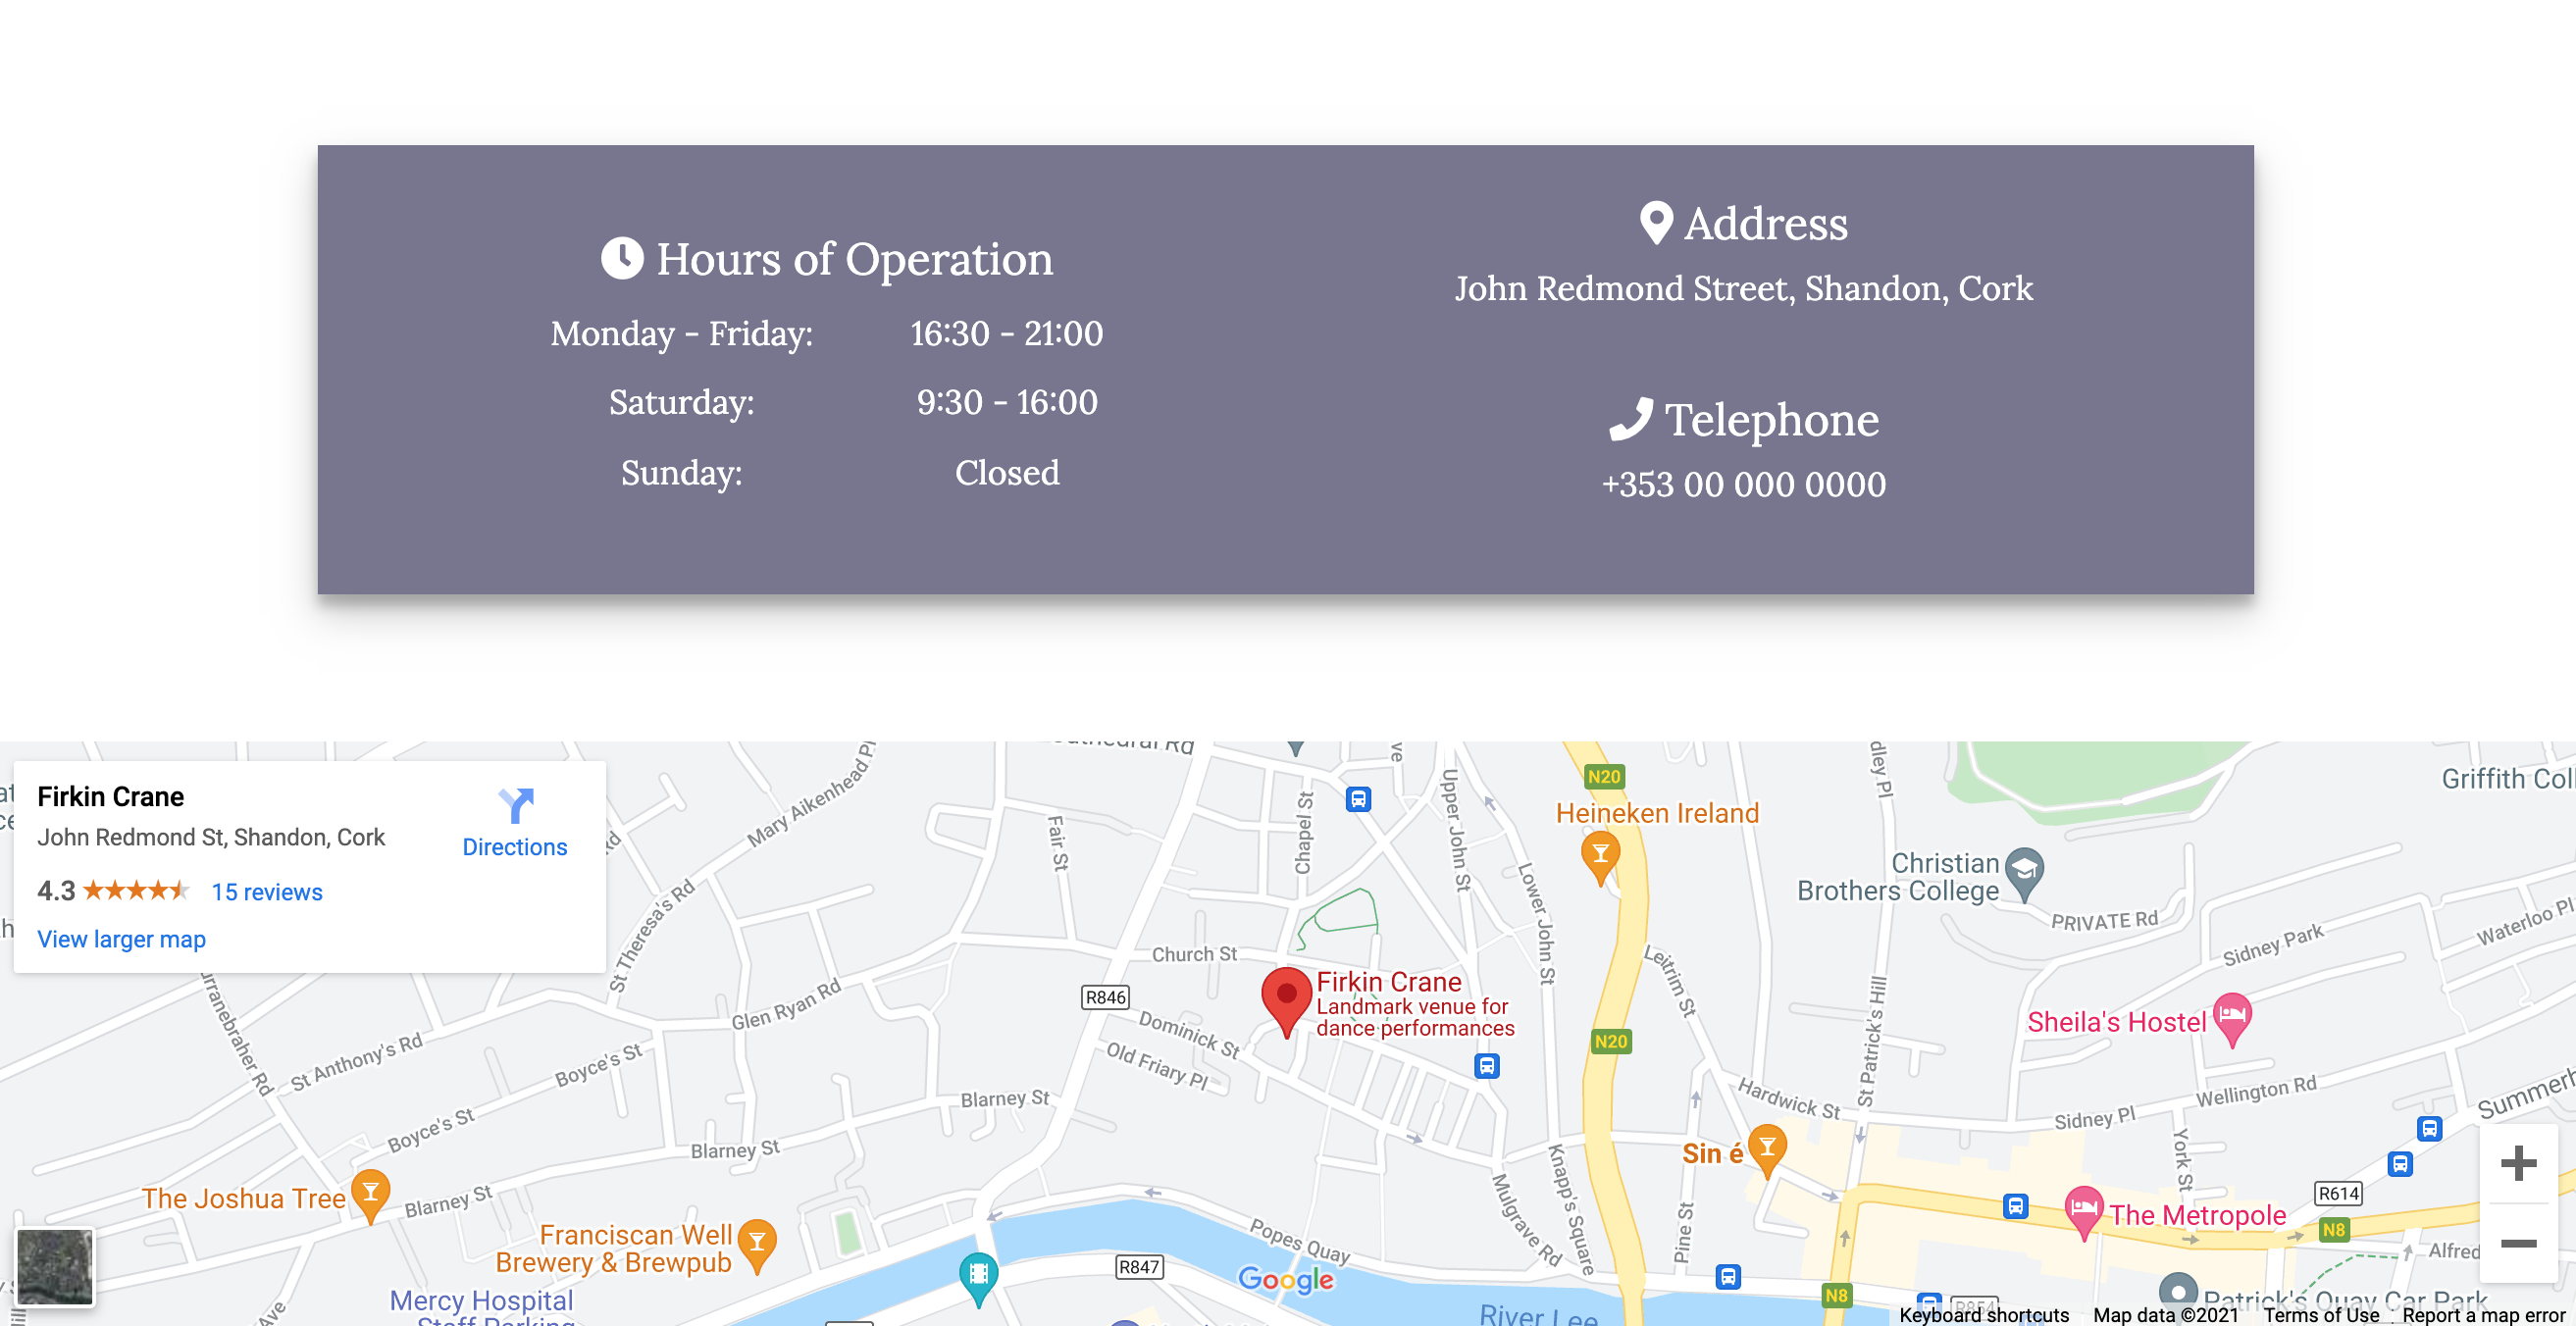 Hours of Operation
Monday - Friday: 16:30 - 21:00
Saturday: 9:30 - 16:00
Sunday: Closed
Address
John Redmond Street, Shandon, Cork
Telephone
+353 00 000 0000
Firkin Crane
John Redmond St, Shandon, Cork
4.3
15 reviews
View larger map
Directions
Mary Aikenhead Pl
Fair St
Chapel St
Upper John St
Lower John St
N20
Heineken Ireland
Christian
Brothers College
PRIVATE Rd
Sidney Park
Waterloo Pl
St Theresa's Rd
Church St
Leitrim St
R846
Firkin Crane
Landmark venue for
dance performances
Glen Ryan Rd
Dominick St
Old Friary Pl
N20
St Patrick's Hill
Sheila's Hostel
St Anthony's Rd
Boyce's St
Boyce's St
Blarney St
Blarney St
Blarney St
Hardwick St
Sidney Pl
Wellington Rd
York St
Sin é
Knapp's Square
Mulgrave Rd
Pine St
The Joshua Tree
Franciscan Well
Brewery & Brewpub
Popes Quay
R847
R614
The Metropole
N8
N8
Mercy Hospital
Staff Parking
Google
River Lee
Patrick's Quay Car Park
Keyboard shortcuts Map data ©2021 Terms of Use Report a map error